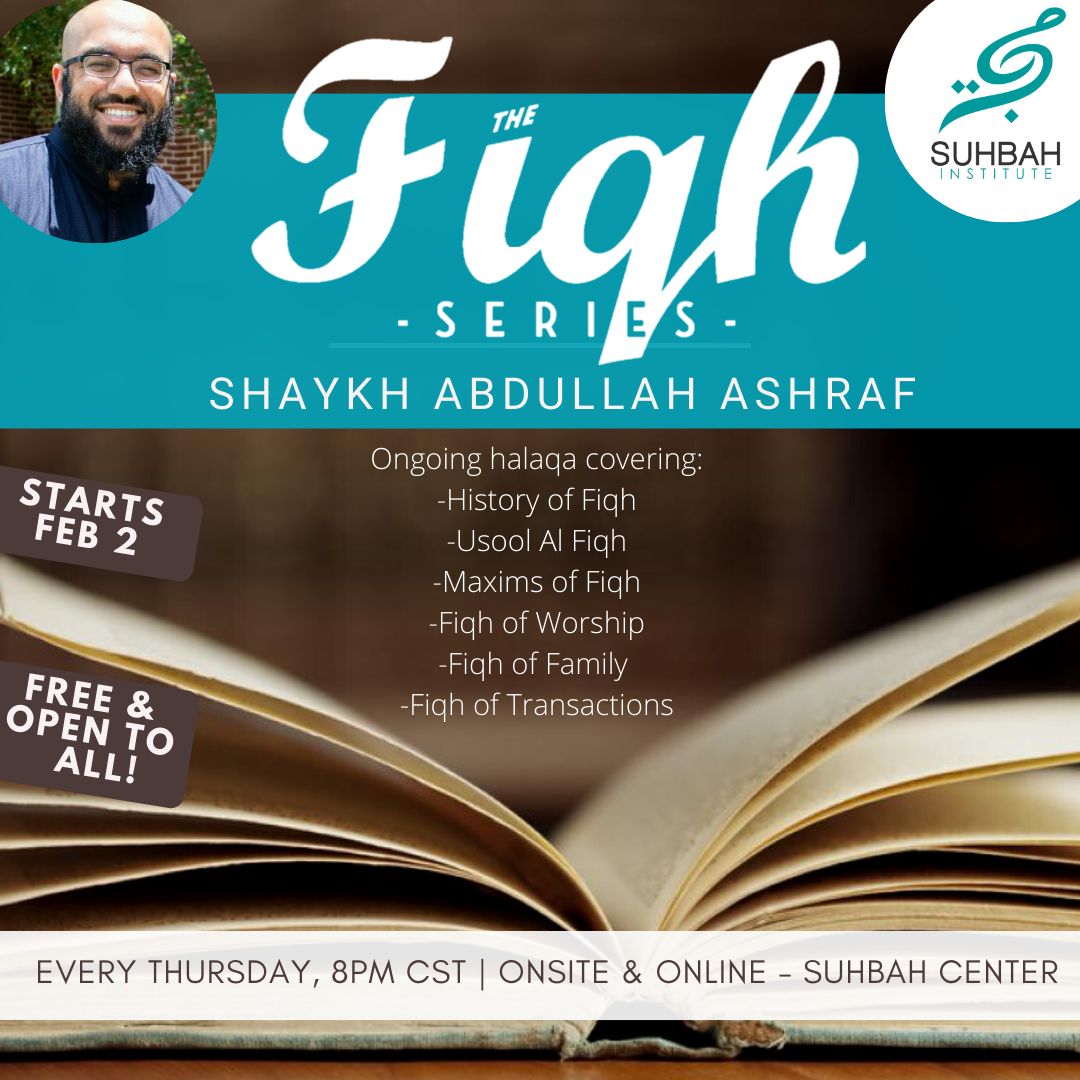 THE
Fiqh
-SERIES-
صحبة
SUHBAH
INSTITUTE
SHAYKH ABDULLAH ASHRAF
Ongoing halaqa covering:
-History of Fiqh
-Usool Al Fiqh
-Maxims of Fiqh
-Fiqh of Worship
-Fiqh of Family
-Fiqh of Transactions
STARTS
FEB 2
FREE &
OPEN TO
ALL!
EVERY THURSDAY, 8PM CST | ONSITE & ONLINE - SUHBAH CENTER